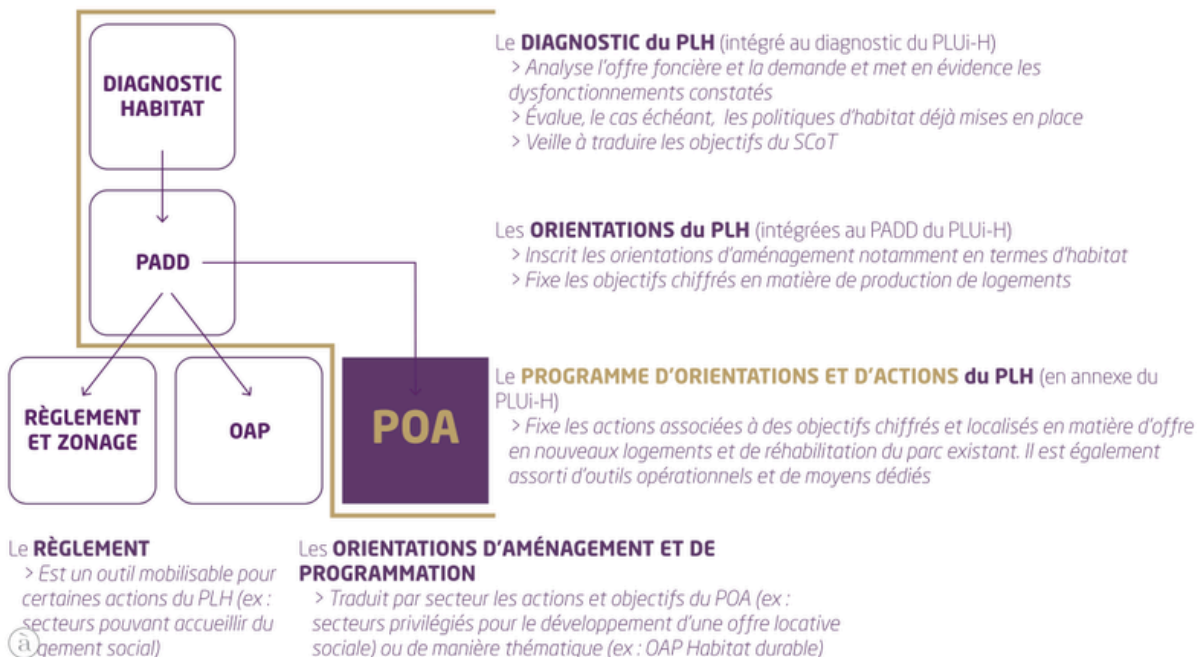 DIAGNOSTIC
HABITAT
Le DIAGNOSTIC du PLH (intégré au diagnostic du PLUi-H)
> Analyse l'offre foncière et la demande et met en évidence les
dysfonctionnements constatés
> Évalue, le cas échéant, les politiques d'habitat déjà mises en place
> Veille à traduire les objectifs du SCoT
PADD
Les ORIENTATIONS du PLH (intégrées au PADD du PLUi-H)
> Inscrit les orientations d'aménagement notamment en termes d'habitat
> Fixe les objectifs chiffrés en matière de production de logements
RÈGLEMENT
ET ZONAGE
OAP
POA
Le PROGRAMME D'ORIENTATIONS ET D'ACTIONS du PLH (en annexe du
PLUi-H)
> Fixe les actions associées à des objectifs chiffrés et localisés en matière d'offre
en nouveaux logements et de réhabilitation du parc existant. Il est également
assorti d'outils opérationnels et de moyens dédiés
Le RÈGLEMENT
> Est un outil mobilisable pour
certaines actions du PLH (ex :
secteurs pouvant accueillir du
gement social)
Les ORIENTATIONS D'AMÉNAGEMENT ET DE
PROGRAMMATION
> Traduit par secteur les actions et objectifs du POA (ex :
secteurs privilégiés pour le développement d'une offre locative
sociale) ou de manière thématique (ex : OAP Habitat durable)
à